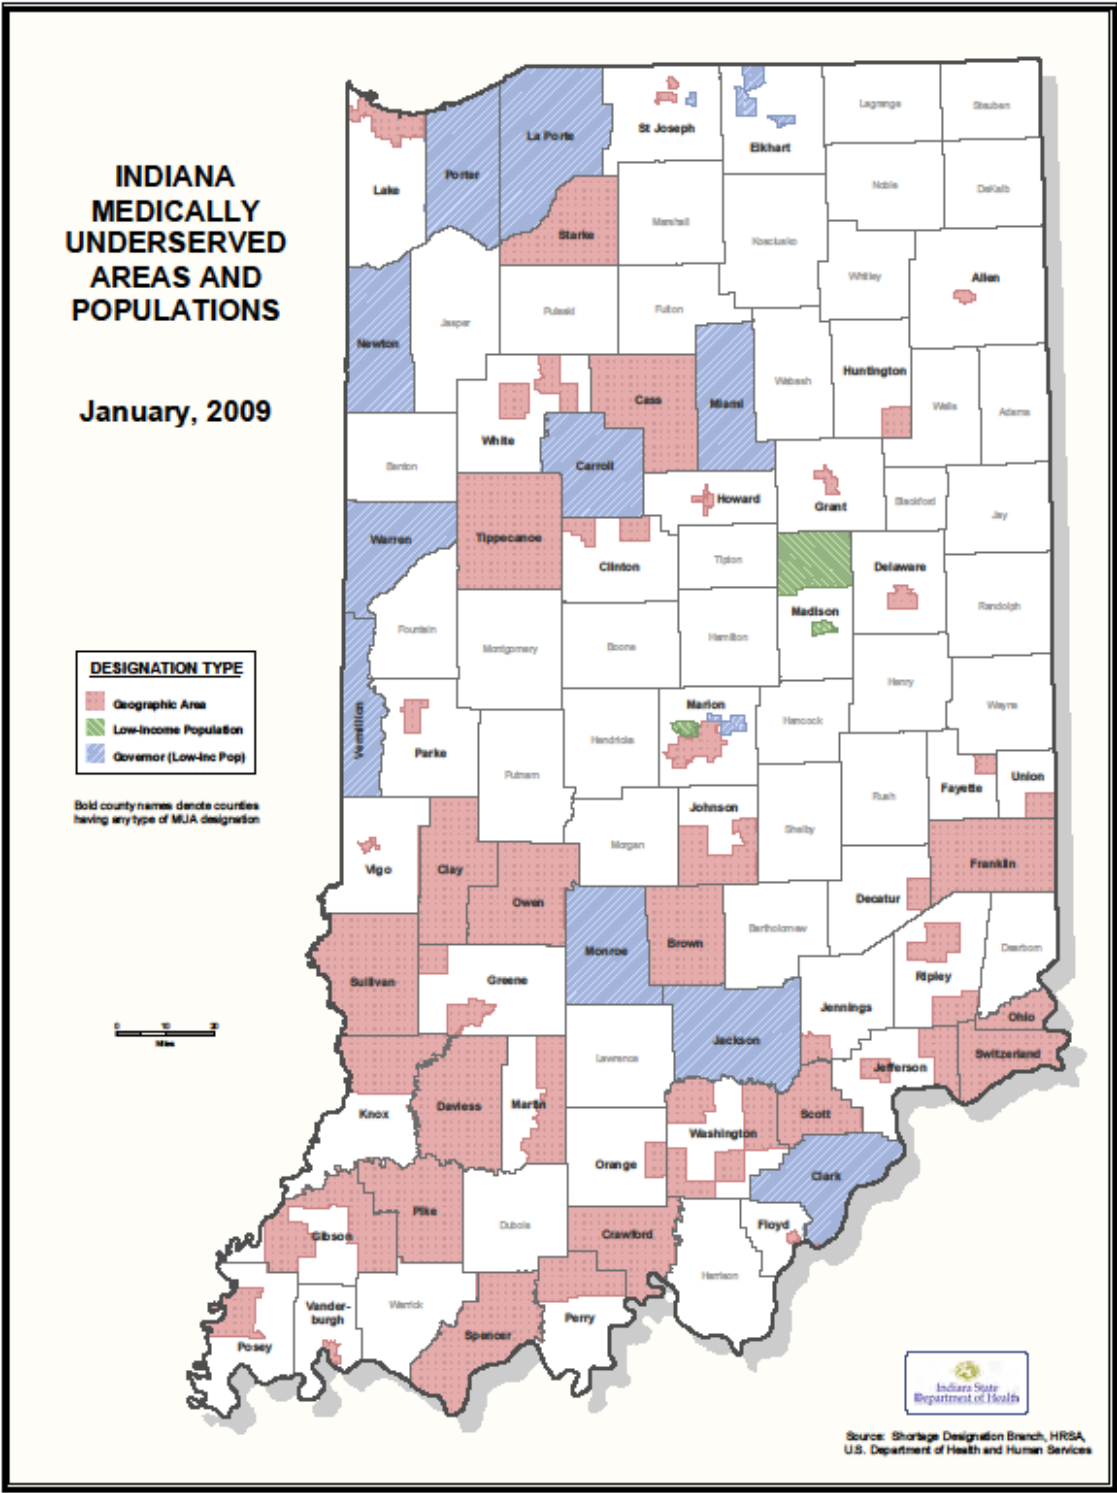 INDIANA
MEDICALLY
UNDERSERVED
AREAS AND
POPULATIONS
January, 2009
La Porte
St Joseph
Elkhart
Lagrange
Steuben
Porter
Lake
Noble
DeKalb
Starke
Marshall
Kosciusko
Whitley
Allen
Newton
Jasper
Pulaski
Fulton
Miami
Wabash
Huntington
Wells
Adams
Cass
White
Benton
Carroll
Howard
Grant
Blackford
Jay
Warren
Tippecanoe
Clinton
Tipton
Delaware
Madison
Randolph
Fountain
Montgomery
Boone
Hamilton
Henry
Wayne
DESIGNATION TYPE
Geographic Area
Low-Income Population
Governor (Low-Inc Pop)
Bold county names denote counties
having any type of MUA designation
Vermillion
Parke
Putnam
Hendricks
Marion
Hancock
Fayette
Union
Rush
Johnson
Shelby
Morgan
Vigo
Clay
Owen
Franklin
Decatur
Monroe
Brown
Bartholomew
Dearborn
Ripley
Sullivan
Greene
Jennings
Ohio
Lawrence
Jackson
Jefferson
Switzerland
0 10 20
Miles
Knox
Daviess
Martin
Washington
Scott
Orange
Clark
Pike
Dubois
Crawford
Floyd
Gibson
Harrison
Vander-
burgh
Warrick
Spencer
Perry
Posey
Indiana State
Department of Health
Source: Shortage Designation Branch, HRSA,
U.S. Department of Health and Human Services